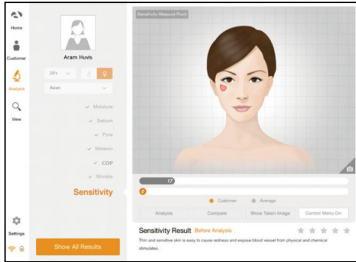 Home
Customer
Analysis
View
Settings
Aram Huvis
20's
Asian
Moisture
Sebum
Pore
Melanin
CDP
Wrinkle
Sensitivity
Show All Results
Sensitivity Measure Point
Customer
Average
Analysis
Compare
Show Taken Image
Control Menu On
Sensitivity Result Before Analysis
Thin and sensitive skin is easy to cause redness and expose blood vessel from physical and chemical
stimulates.